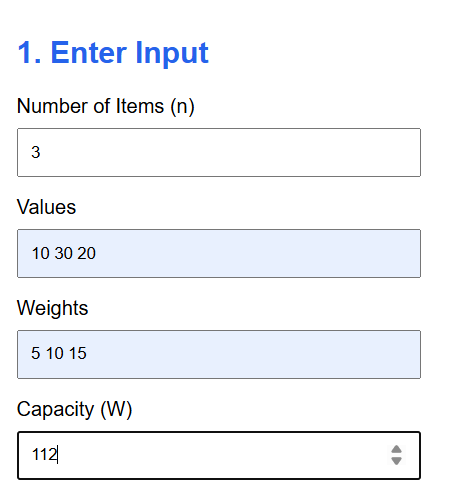 1. Enter Input
Number of Items (n)
3
Values
10 30 20
Weights
5 10 15
Capacity (W)
112